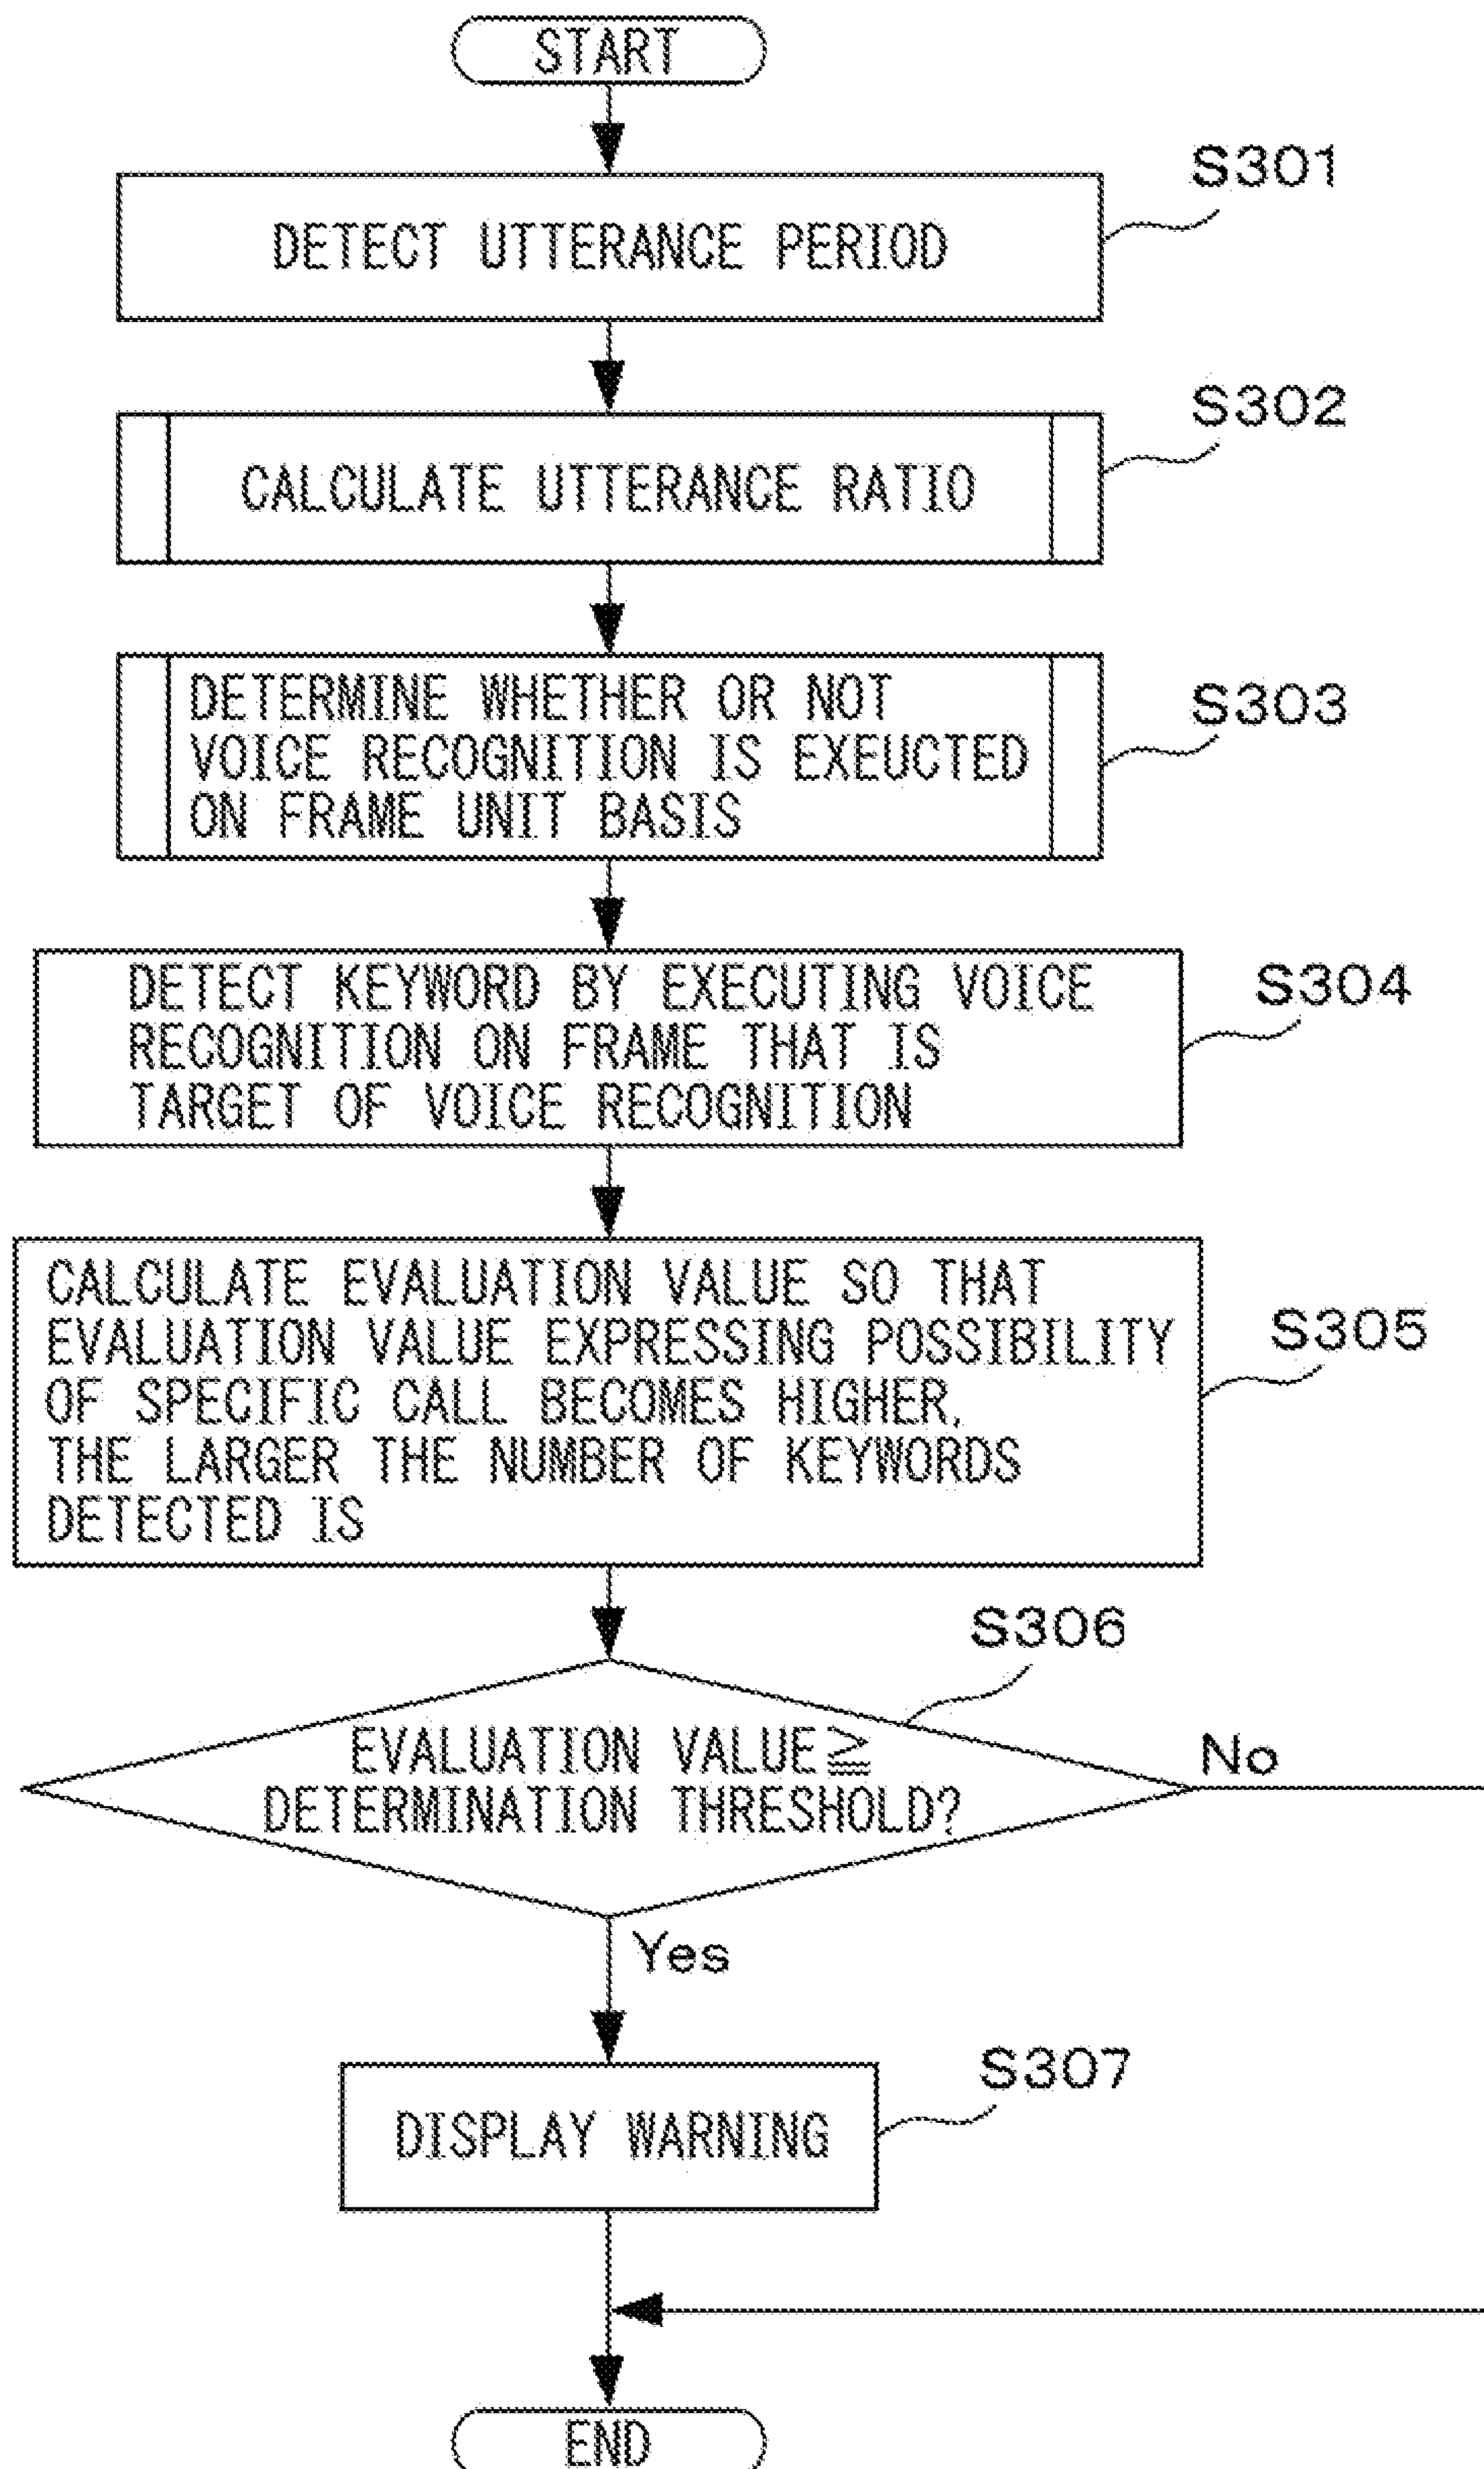 START
S301
DETECT UTTERANCE PERIOD
S302
CALCULATE UTTERANCE RATIO
S303
DETERMINE WHETHER OR NOT
VOICE RECOGNITION IS EXEUCTED
ON FRAME UNIT BASIS
S304
DETECT KEYWORD BY EXECUTING VOICE
RECOGNITION ON FRAME THAT IS
TARGET OF VOICE RECOGNITION
S305
CALCULATE EVALUATION VALUE SO THAT
EVALUATION VALUE EXPRESSING POSSIBILITY
OF SPECIFIC CALL BECOMES HIGHER,
THE LARGER THE NUMBER OF KEYWORDS
DETECTED IS
S306
EVALUATION VALUE≧
DETERMINATION THRESHOLD?
No
Yes
S307
DISPLAY WARNING
END